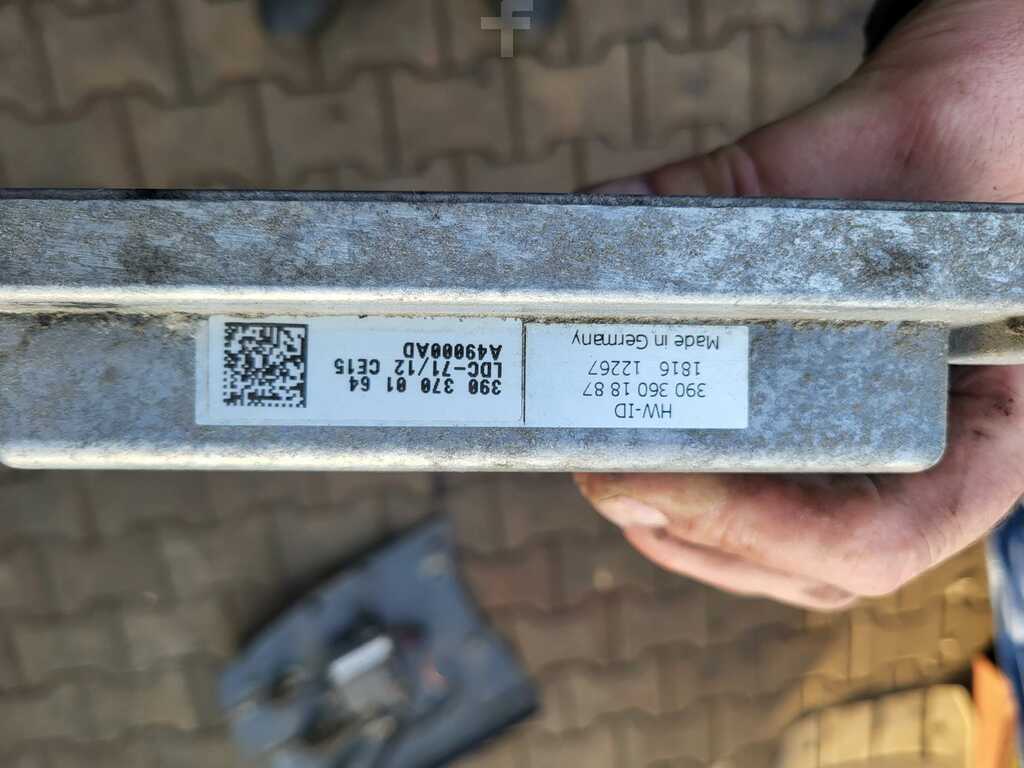 HW-ID
390 360 18 87
1816 12267
Made in Germany
390 370 01 64
LDC-71/12 CE15
A49000AD
f